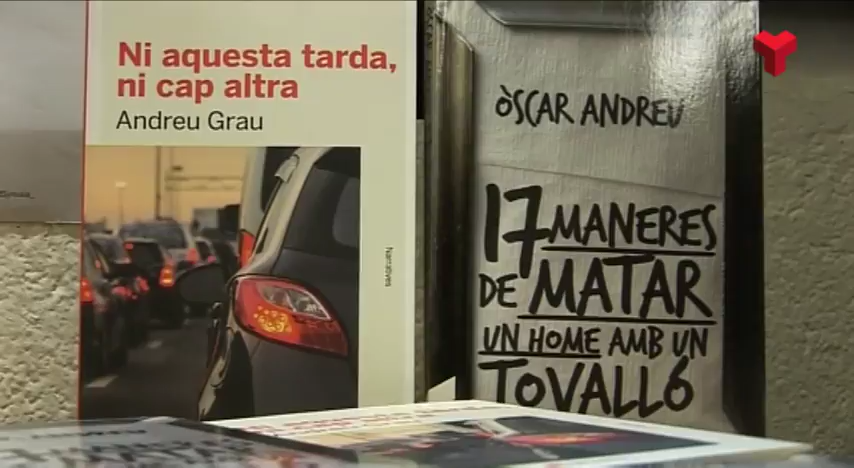 Ni aquesta tarda,
ni cap altra
Andreu Grau
Narratives
ÒSCAR ANDREU
17 MANERES
DE MATAR
UN HOME AMB UN
TOVALLÓ